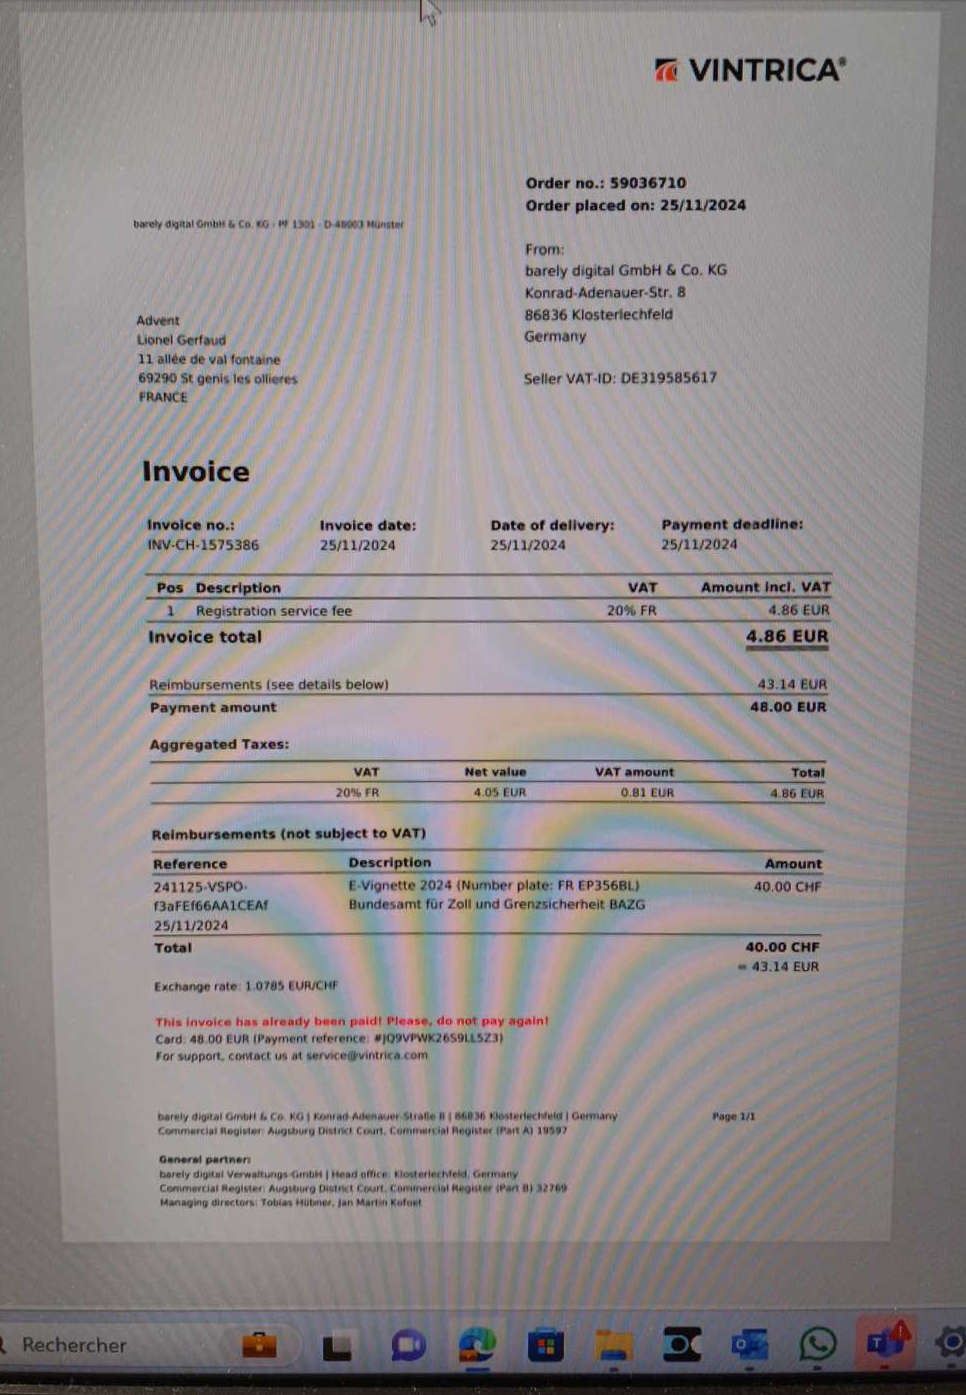 VINTRICA®
Order no.: 59036710
Order placed on: 25/11/2024
barely digital GmbH & Co. KG · PF 1301 · D-48003 Münster
From:
barely digital GmbH & Co. KG
Konrad-Adenauer-Str. 8
86836 Klosterlechfeld
Germany
Seller VAT-ID: DE319585617
Advent
Lionel Gerfaud
11 allée de val fontaine
69290 St genis les ollieres
FRANCE
Invoice
Invoice no.: Invoice date: Date of delivery: Payment deadline:
INV-CH-1575386 25/11/2024 25/11/2024 25/11/2024
Pos Description VAT Amount incl. VAT
1 Registration service fee 20% FR 4.86 EUR
Invoice total 4.86 EUR
Reimbursements (see details below) 43.14 EUR
Payment amount 48.00 EUR
Aggregated Taxes:
VAT Net value VAT amount Total
20% FR 4.05 EUR 0.81 EUR 4.86 EUR
Reimbursements (not subject to VAT)
Reference Description Amount
241125-VSPO- E-Vignette 2024 (Number plate: FR EP356BL) 40.00 CHF
f3aFEf66AA1CEAf Bundesamt für Zoll und Grenzsicherheit BAZG
25/11/2024
Total 40.00 CHF
= 43.14 EUR
Exchange rate: 1.0785 EUR/CHF
This invoice has already been paid! Please, do not pay again!
Card: 48.00 EUR (Payment reference: #JQ9VPWK26S9LL5Z3)
For support, contact us at service@vintrica.com
barely digital GmbH & Co. KG | Konrad-Adenauer-Straße 8 | 86836 Klosterlechfeld | Germany Page 1/1
Commercial Register: Augsburg District Court, Commercial Register (Part A) 19597
General partner:
barely digital Verwaltungs-GmbH | Head office: Klosterlechfeld, Germany
Commercial Register: Augsburg District Court, Commercial Register (Part B) 32769
Managing directors: Tobias Hübner, Jan Martin Kofoet
Rechercher